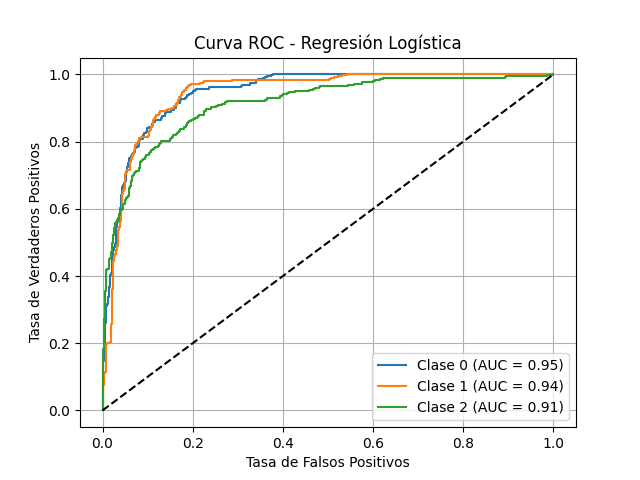 Curva ROC - Regresión Logística
Tasa de Verdaderos Positivos
1.0
0.8
0.6
0.4
0.2
0.0
0.0 0.2 0.4 0.6 0.8 1.0
Tasa de Falsos Positivos
Clase 0 (AUC = 0.95)
Clase 1 (AUC = 0.94)
Clase 2 (AUC = 0.91)